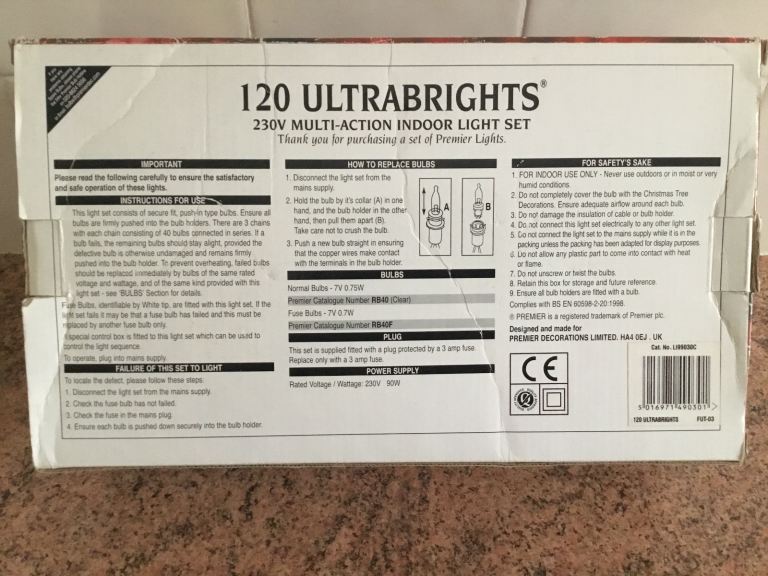 120 ULTRABRIGHTS®
230V MULTI-ACTION INDOOR LIGHT SET
Thank you for purchasing a set of Premier Lights.
IMPORTANT
Please read the following carefully to ensure the satisfactory
and safe operation of these lights.
INSTRUCTIONS FOR USE
This light set consists of secure fit, push-in type bulbs. Ensure all
bulbs are firmly pushed into the bulb holders. There are 3 chains
with each chain consisting of 40 bulbs connected in series. If a
bulb fails, the remaining bulbs should stay alight, provided the
defective bulb is otherwise undamaged and remains firmly
pushed into the bulb holder. To prevent overheating, failed bulbs
should be replaced immediately by bulbs of the same rated
voltage and wattage, and of the same kind provided with this
light set - see 'BULBS' Section for details.
Fuse Bulbs, identifiable by White tip, are fitted with this light set. If the
light set fails it may be that a fuse bulb has failed and this must be
replaced by another fuse bulb only.
A special control box is fitted to this light set which can be used to
control the light sequence.
To operate, plug into mains supply.
FAILURE OF THIS SET TO LIGHT
To locate the defect, please follow these steps:
1. Disconnect the light set from the mains supply.
2. Check the fuse bulb has not failed.
3. Check the fuse in the mains plug.
4. Ensure each bulb is pushed down securely into the bulb holder.
HOW TO REPLACE BULBS
1. Disconnect the light set from the
mains supply.
2. Hold the bulb by it's collar (A) in one
hand, and the bulb holder in the other
hand, then pull them apart (B).
Take care not to crush the bulb.
3. Push a new bulb straight in ensuring
that the copper wires make contact
with the terminals in the bulb holder.
A
B
BULBS
Normal Bulbs - 7V 0.75W
Premier Catalogue Number RB40 (Clear)
Fuse Bulbs - 7V 0.7W
Premier Catalogue Number RB40F
PLUG
This set is supplied fitted with a plug protected by a 3 amp fuse.
Replace only with a 3 amp fuse.
POWER SUPPLY
Rated Voltage / Wattage: 230V 90W
FOR SAFETY'S SAKE
1. FOR INDOOR USE ONLY - Never use outdoors or in moist or very
humid conditions.
2. Do not completely cover the bulb with the Christmas Tree
Decorations. Ensure adequate airflow around each bulb.
3. Do not damage the insulation of cable or bulb holder.
4. Do not connect this light set electrically to any other light set.
5. Do not connect the light set to the mains supply while it is in the
packing unless the packing has been adapted for display purposes.
6. Do not allow any plastic part to come into contact with heat
or flame.
7. Do not unscrew or twist the bulbs.
8. Retain this box for storage and future reference.
9. Ensure all bulb holders are fitted with a bulb.
Complies with BS EN 60598-2-20:1998.
® PREMIER is a registered trademark of Premier plc.
Designed and made for
PREMIER DECORATIONS LIMITED. HA4 0EJ . UK
CE
Cat. No. LI99030C
5 016971 490301 >
120 ULTRABRIGHTS FUT-03